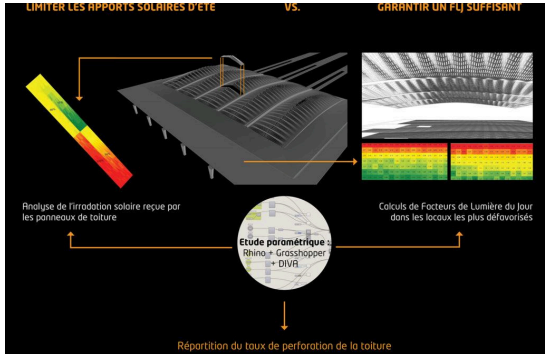 LIMITER LES APPORTS SOLAIRES D'ÉTÉ
VS.
GARANTIR UN FLJ SUFFISANT
Analyse de l'irradation solaire reçue par
les panneaux de toiture
Calculs de Facteurs de Lumière du Jour
dans les locaux les plus défavorisés
Etude paramétrique :
Rhino + Grasshopper
+ DIVA
Répartition du taux de perforation de la toiture